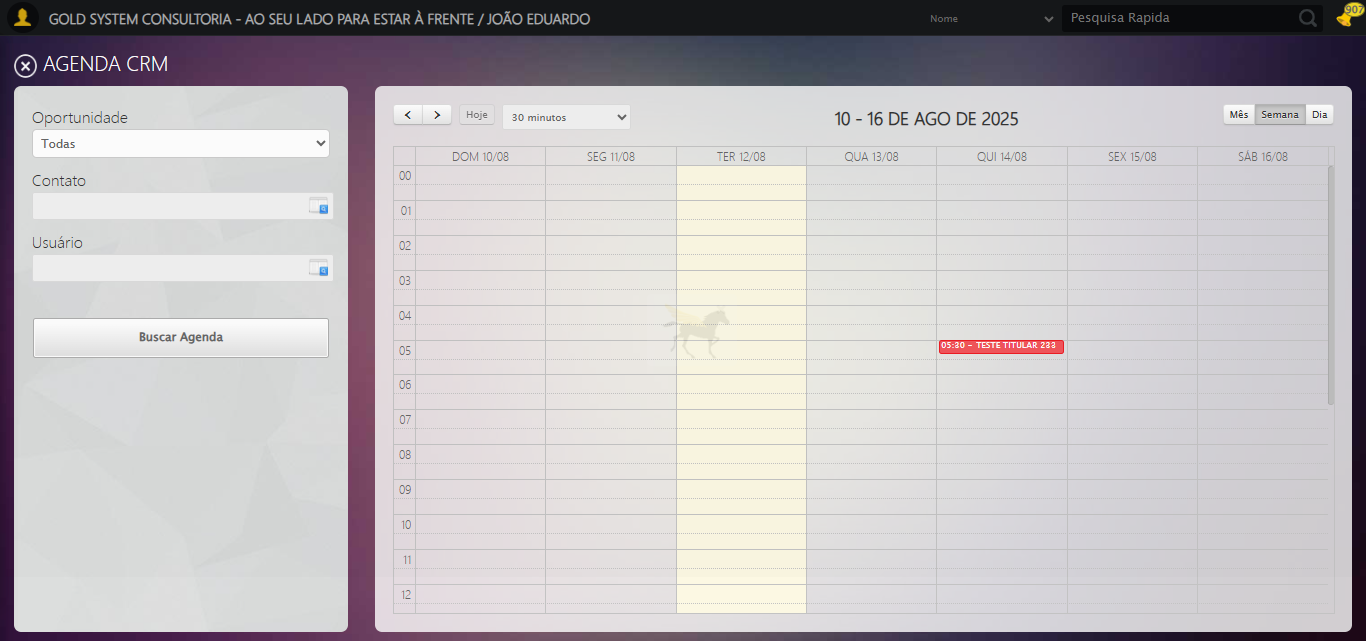 GOLD SYSTEM CONSULTORIA - AO SEU LADO PARA ESTAR À FRENTE / JOÃO EDUARDO
Nome
Pesquisa Rapida
907
AGENDA CRM
Oportunidade
Todas
Contato
Usuário
Buscar Agenda
Hoje
30 minutos
10 - 16 DE AGO DE 2025
Mês Semana Dia
DOM 10/08 SEG 11/08 TER 12/08 QUA 13/08 QUI 14/08 SEX 15/08 SÁB 16/08
00
01
02
03
04
05
05:30 - TESTE TITULAR 233
06
07
08
09
10
11
12